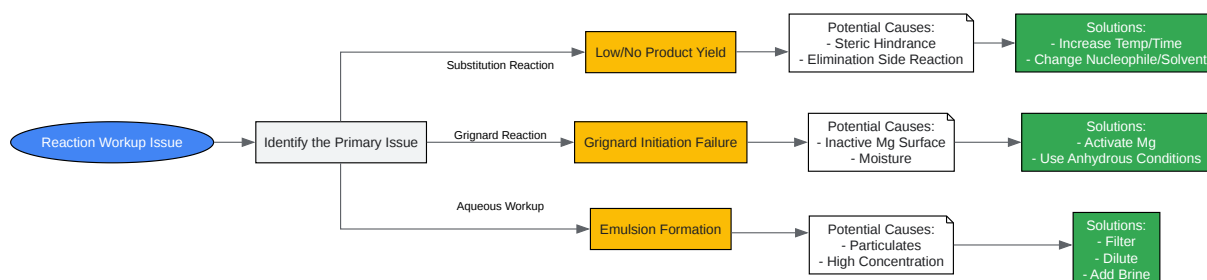 Reaction Workup Issue
Identify the Primary Issue
Substitution Reaction
Low/No Product Yield
Potential Causes:
- Steric Hindrance
- Elimination Side Reaction
Solutions:
- Increase Temp/Time
- Change Nucleophile/Solvent
Grignard Reaction
Grignard Initiation Failure
Potential Causes:
- Inactive Mg Surface
- Moisture
Solutions:
- Activate Mg
- Use Anhydrous Conditions
Aqueous Workup
Emulsion Formation
Potential Causes:
- Particulates
- High Concentration
Solutions:
- Filter
- Dilute
- Add Brine